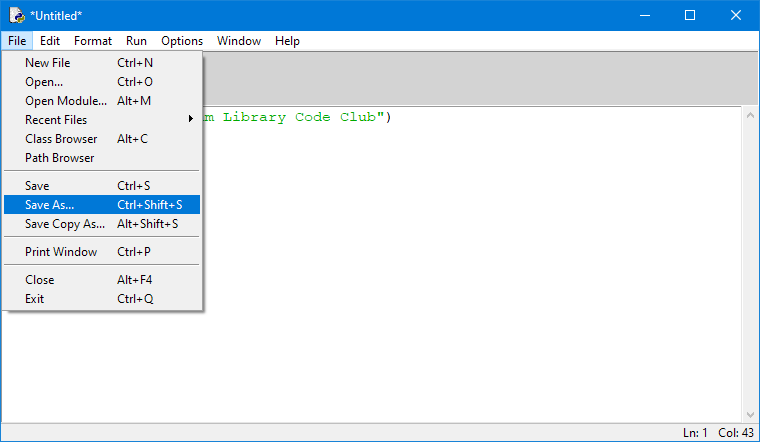 *Untitled*
File Edit Format Run Options Window Help
New File Ctrl+N
Open... Ctrl+O
Open Module... Alt+M
Recent Files
Class Browser Alt+C
Path Browser
Save Ctrl+S
Save As... Ctrl+Shift+S
Save Copy As... Alt+Shift+S
Print Window Ctrl+P
Close Alt+F4
Exit Ctrl+Q
m Library Code Club")
Ln: 1 Col: 43